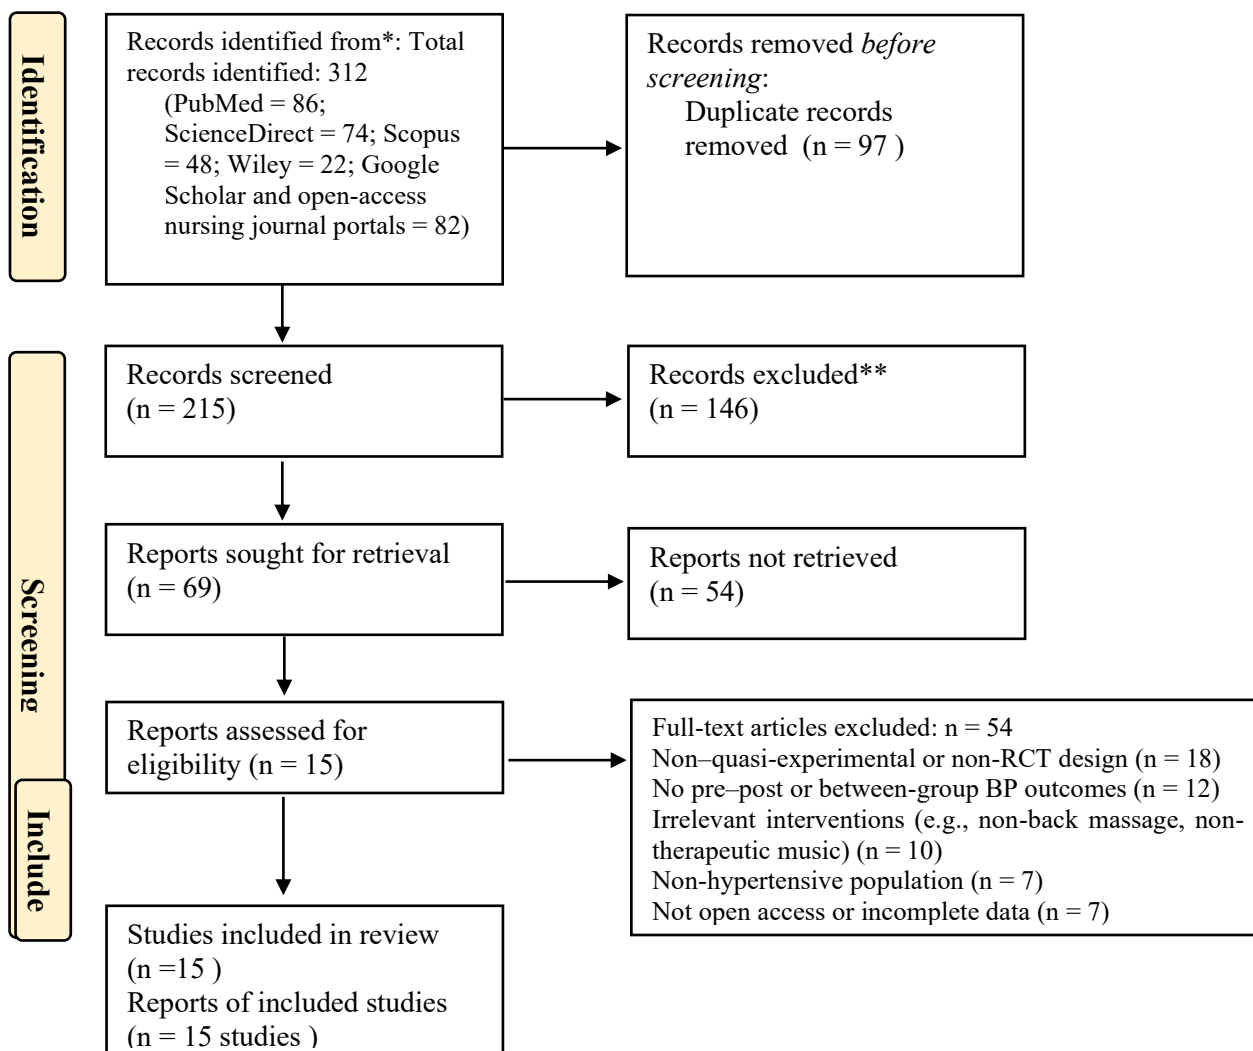 Identification
Records identified from*: Total
records identified: 312
(PubMed = 86;
ScienceDirect = 74; Scopus
= 48; Wiley = 22; Google
Scholar and open-access
nursing journal portals = 82)
Records removed before
screening:
Duplicate records
removed (n = 97 )
Screening
Records screened
(n = 215)
Records excluded**
(n = 146)
Reports sought for retrieval
(n = 69)
Reports not retrieved
(n = 54)
Reports assessed for
eligibility (n = 15)
Full-text articles excluded: n = 54
Non–quasi-experimental or non-RCT design (n = 18)
No pre–post or between-group BP outcomes (n = 12)
Irrelevant interventions (e.g., non-back massage, non-
therapeutic music) (n = 10)
Non-hypertensive population (n = 7)
Not open access or incomplete data (n = 7)
Include
Studies included in review
(n =15 )
Reports of included studies
(n = 15 studies )